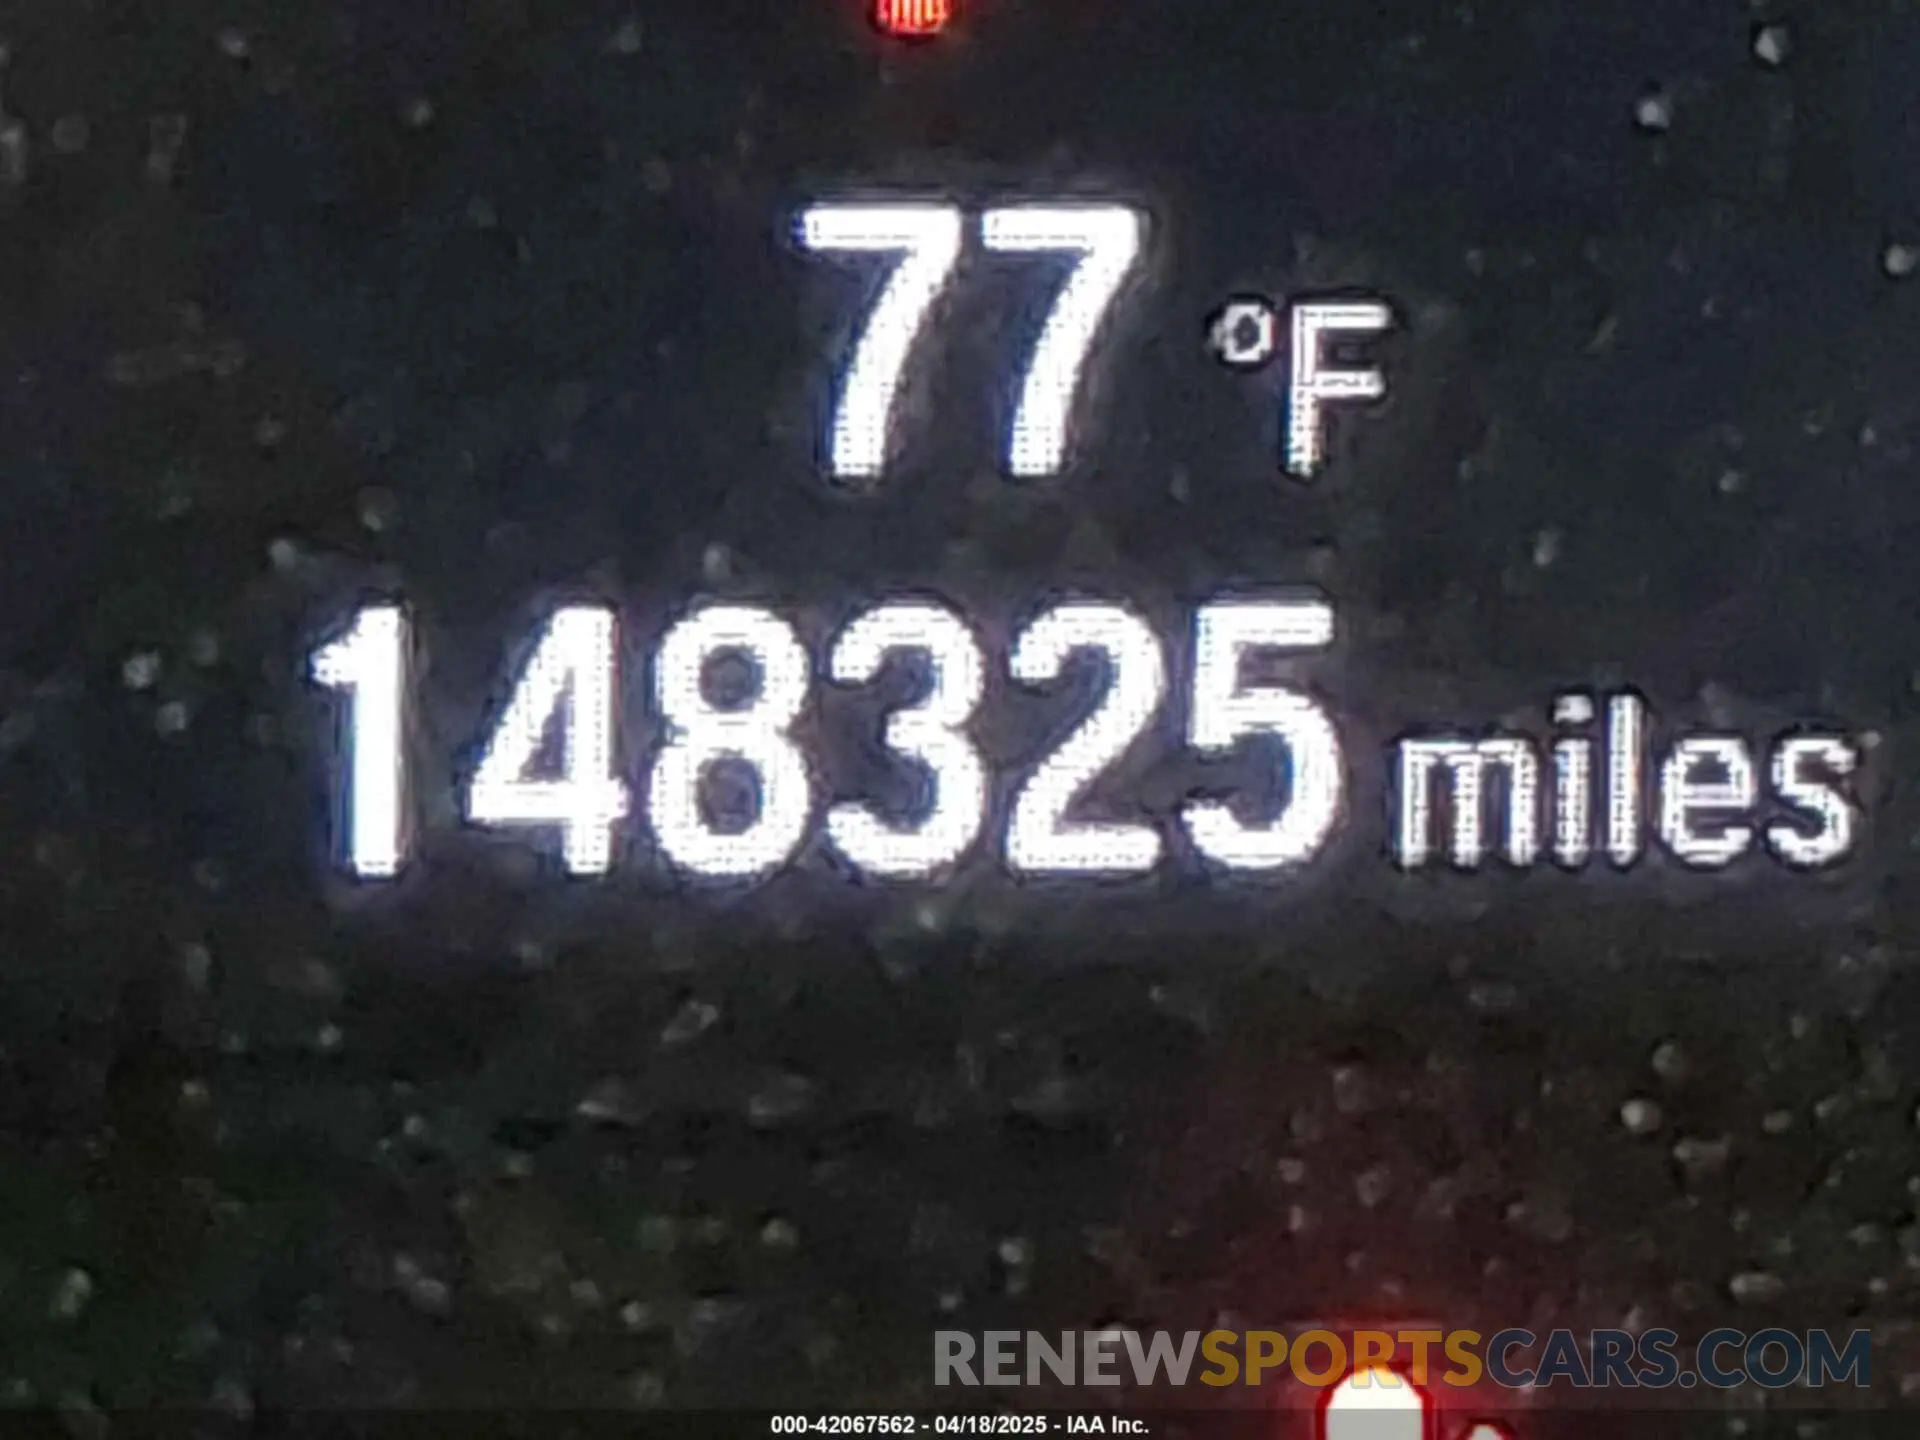 77 °F
148325 miles
RENEWSPORTSCARS.COM
000-42067562 - 04/18/2025 - IAA Inc.